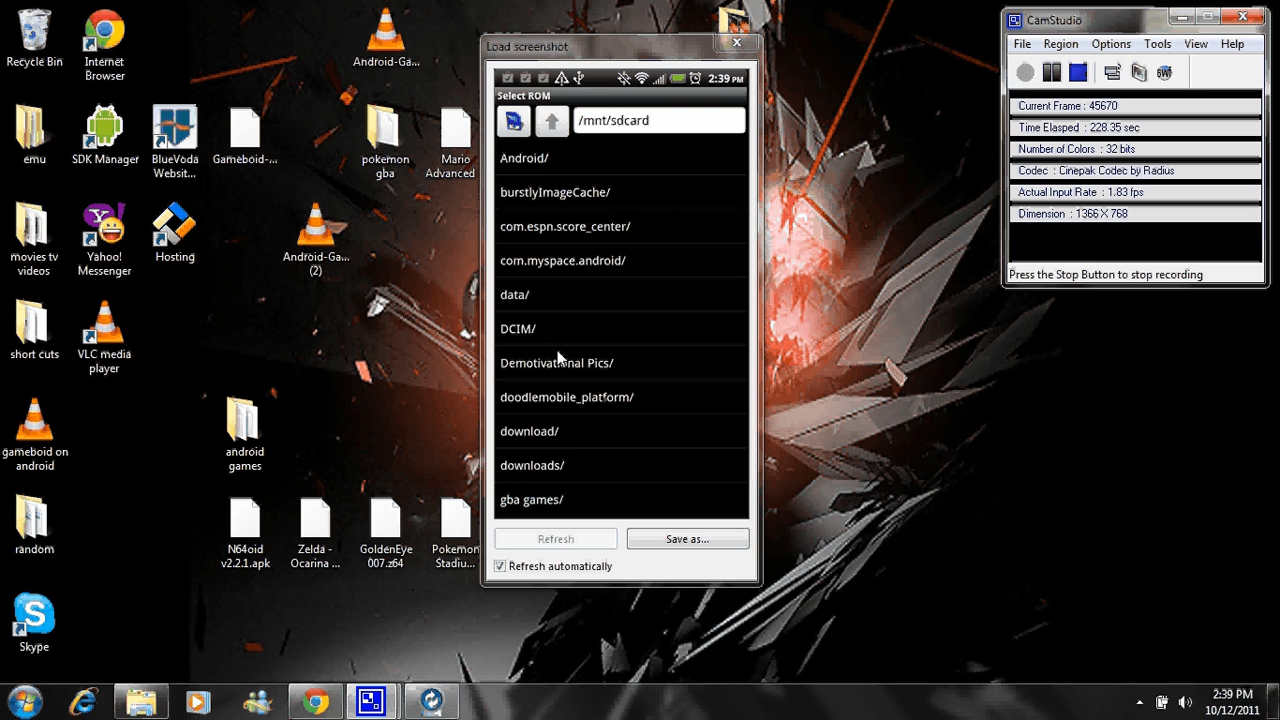 Recycle Bin
Internet
Browser
Android-Ga...
emu
SDK Manager
BlueVoda
Websit...
Gameboid-...
pokemon
gba
Mario
Advanced
movies tv
videos
Yahoo!
Messenger
Hosting
Android-Ga...
(2)
short cuts
VLC media
player
gameboid on
android
android
games
random
N64oid
v2.2.1.apk
Zelda -
Ocarina ...
GoldenEye
007.z64
Pokemon
Stadiu...
Skype
Load screenshot
2:39 PM
Select ROM
/mnt/sdcard
Android/
burstlyImageCache/
com.espn.score_center/
com.myspace.android/
data/
DCIM/
Demotivational Pics/
doodlemobile_platform/
download/
downloads/
gba games/
Refresh
Save as...
Refresh automatically
CamStudio
File Region Options Tools View Help
Current Frame : 45670
Time Elasped : 228.35 sec
Number of Colors : 32 bits
Codec : Cinepak Codec by Radius
Actual Input Rate : 1.83 fps
Dimension : 1366 X 768
Press the Stop Button to stop recording
2:39 PM
10/12/2011